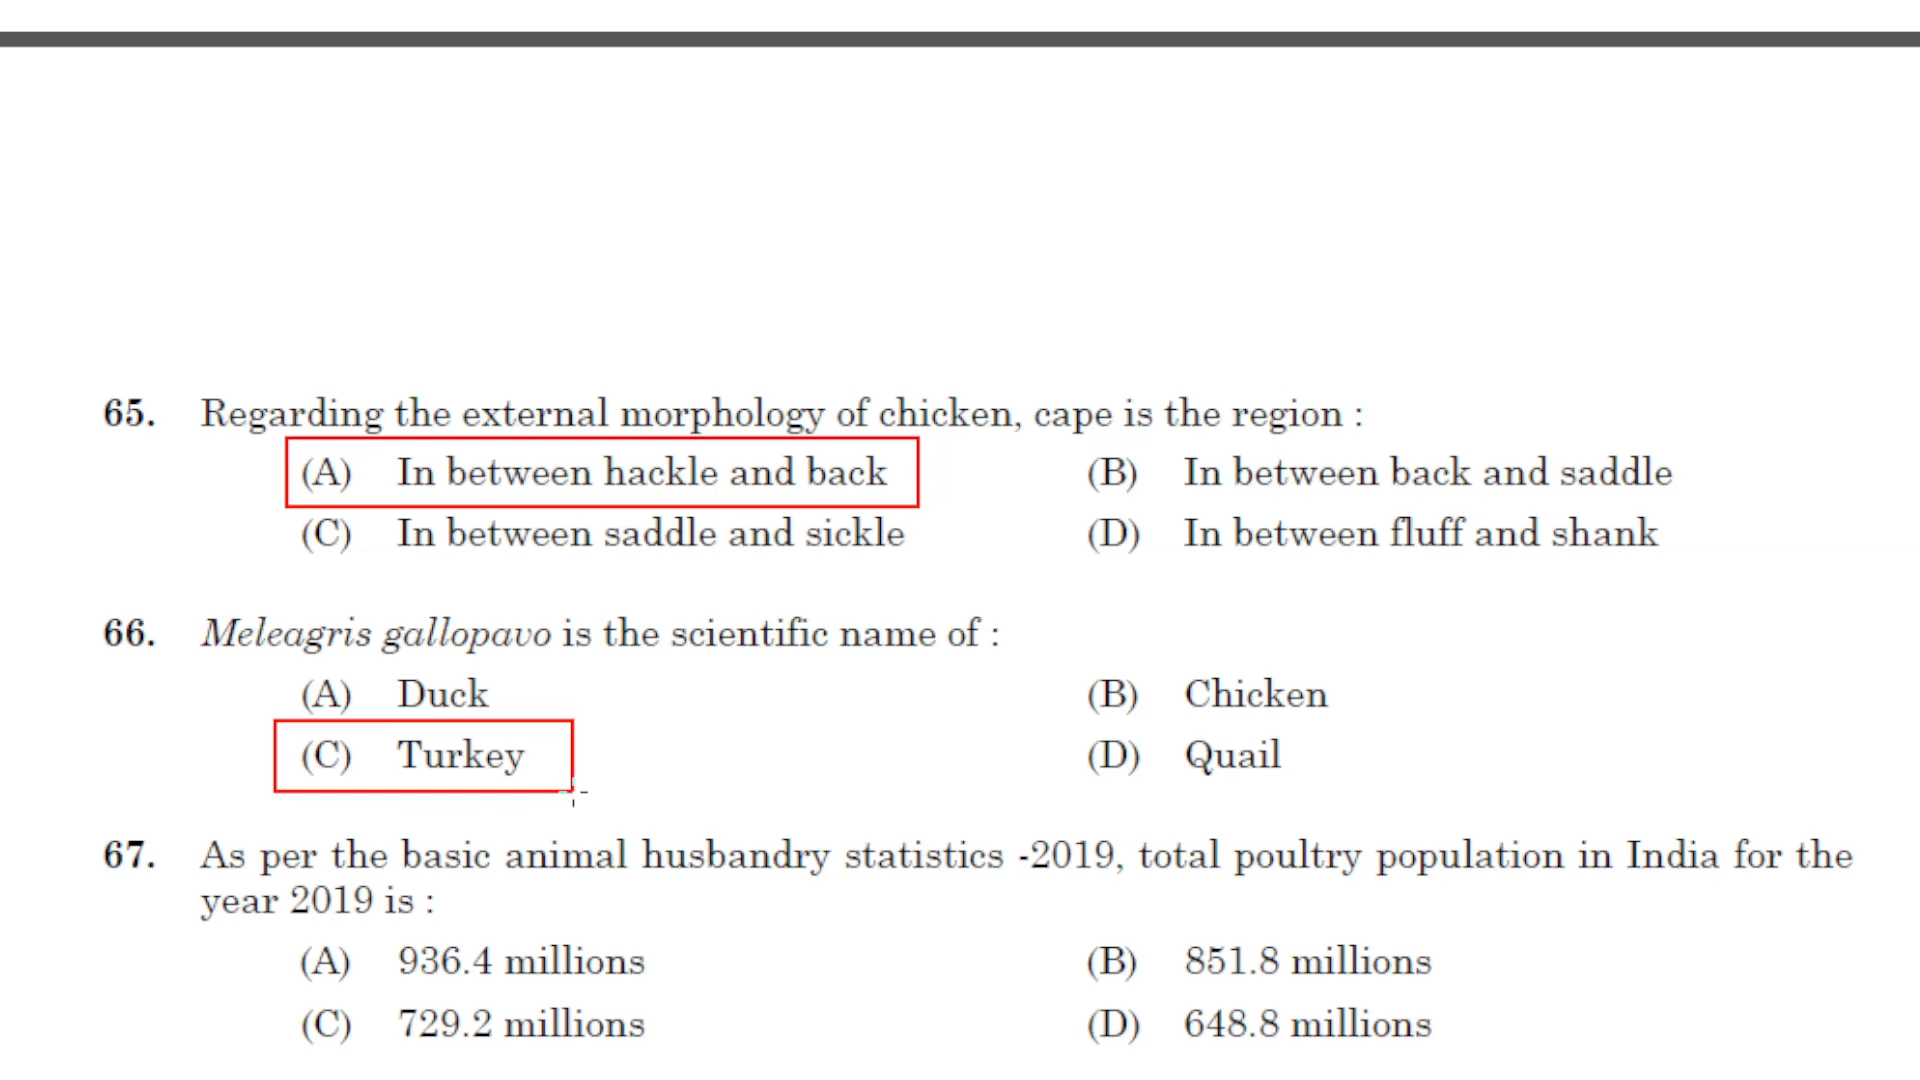 65. Regarding the external morphology of chicken, cape is the region :
(A) In between hackle and back (B) In between back and saddle
(C) In between saddle and sickle (D) In between fluff and shank
66. Meleagris gallopavo is the scientific name of :
(A) Duck (B) Chicken
(C) Turkey (D) Quail
67. As per the basic animal husbandry statistics -2019, total poultry population in India for the
year 2019 is :
(A) 936.4 millions (B) 851.8 millions
(C) 729.2 millions (D) 648.8 millions